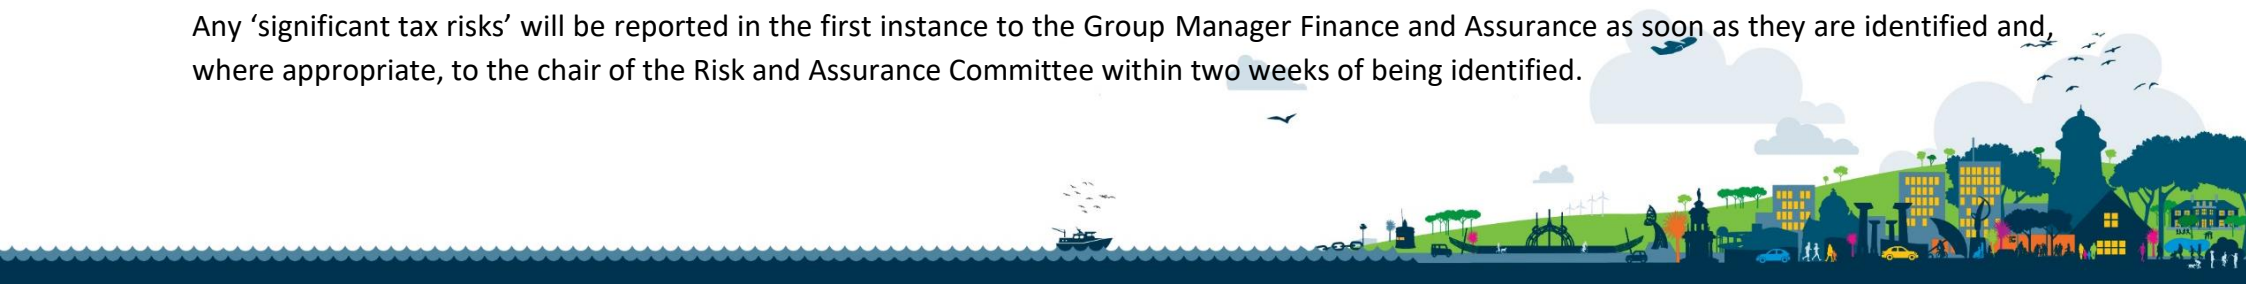 Any ‘significant tax risks’ will be reported in the first instance to the Group Manager Finance and Assurance as soon as they are identified and,
where appropriate, to the chair of the Risk and Assurance Committee within two weeks of being identified.